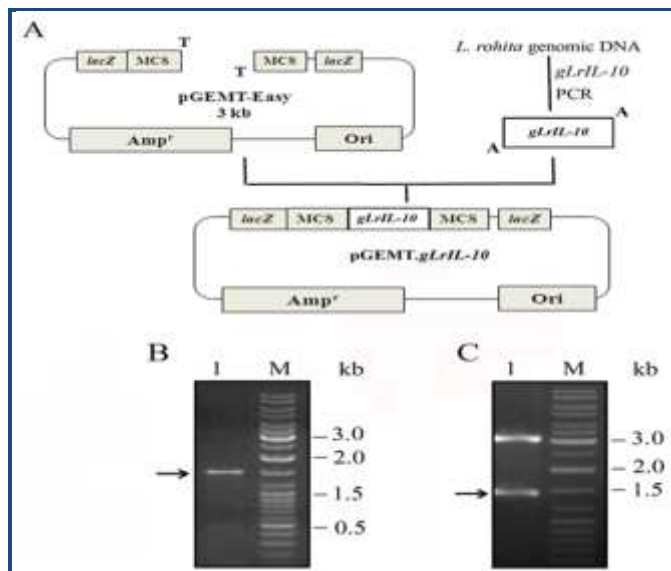 A
T
lacZ MCS
T
MCS lacZ
pGEMT-Easy
3 kb
Ampʳ Ori
L. rohita genomic DNA
gLrIL-10
PCR
A
gLrIL-10
A
lacZ MCS gLrIL-10 MCS lacZ
pGEMT.gLrIL-10
Ampʳ Ori
B
1 M kb
3.0
2.0
1.5
0.5
C
1 M kb
3.0
2.0
1.5